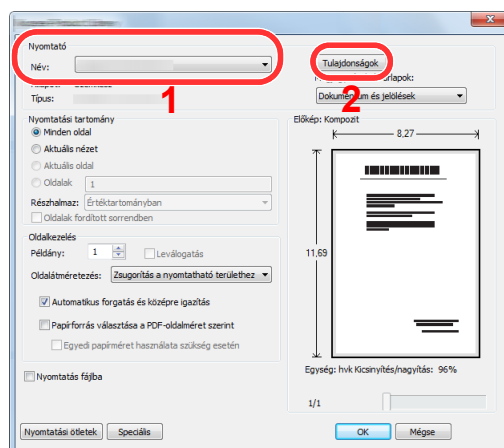 Nyomtató
Név:
Tulajdonságok
Típus:
Dokumentum és jelölések
Nyomtatási tartomány
Minden oldal
Aktuális nézet
Aktuális oldal
Oldalak 1
Részhalmaz: Értéktartományban
Oldalak fordított sorrendben
Oldalkezelés
Példány: 1 Leválogatás
Oldalátméretezés: Zsugorítás a nyomtatható területhez
Automatikus forgatás és középre igazítás
Papírforrás választása a PDF-oldalméret szerint
Egyedi papírméret használata szükség esetén
Nyomtatás fájlba
Nyomtatási ötletek Speciális
1
2
Előkép: Kompozit
8,27
11,69
Egység: hvk Kicsinyítés/nagyítás: 96%
1/1
OK Mégse